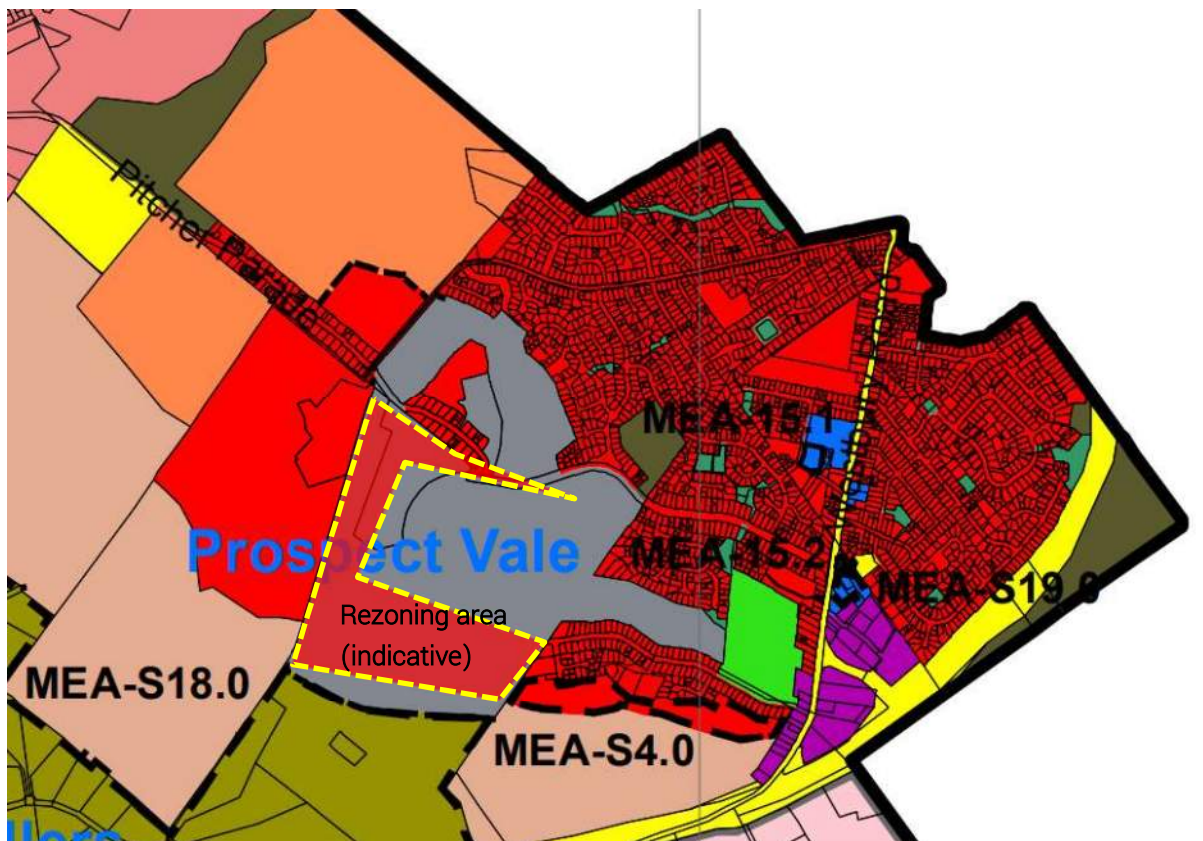 Pitcher Parade
MEA-15.1
Prospect Vale
MEA-15.2
MEA-S19.0
Rezoning area
(indicative)
MEA-S18.0
MEA-S4.0